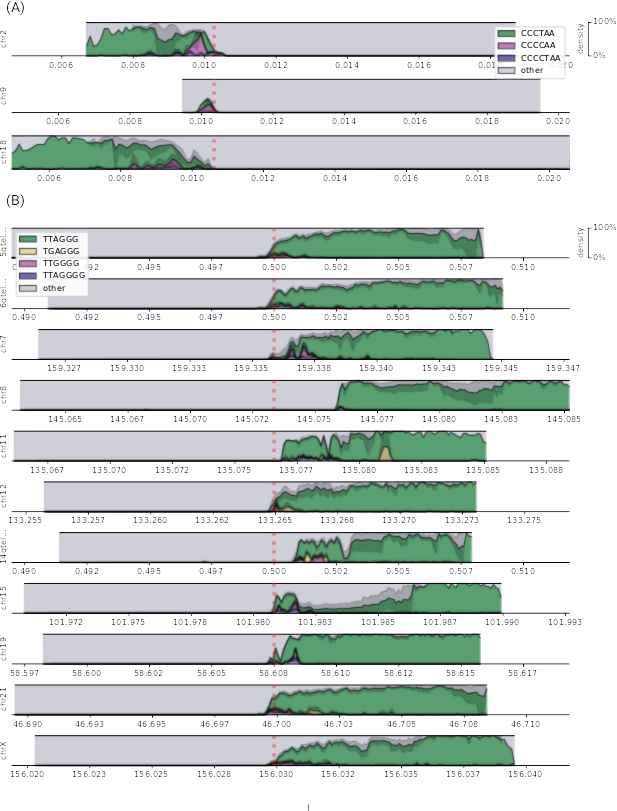 (A)
chr2
CCCTAA
CCCCAA
CCCCTAA
other
density
100%
0%
0.006 0.008 0.010 0.012 0.014 0.016
chr9
0.006 0.008 0.010 0.012 0.014 0.016 0.018 0.020
chr18
0.006 0.008 0.010 0.012 0.014 0.016 0.018 0.020
(B)
5qtel...
TTAGGG
TGAGGG
TTGGGG
TTAGGGG
other
100%
0%
density
0.495 0.497 0.500 0.502 0.505 0.507 0.510
6qtel...
0.490 0.492 0.495 0.497 0.500 0.502 0.505 0.507 0.510
chr7
159.327 159.330 159.333 159.336 159.338 159.340 159.343 159.345 159.347
chr8
145.065 145.067 145.070 145.072 145.075 145.077 145.080 145.083 145.085
chr11
135.067 135.070 135.072 135.075 135.077 135.080 135.083 135.085 135.088
chr12
133.255 133.257 133.260 133.262 133.265 133.268 133.270 133.273 133.275
14qtel...
0.490 0.492 0.495 0.497 0.500 0.502 0.505 0.507 0.510
chr15
101.972 101.975 101.978 101.980 101.983 101.985 101.988 101.990 101.993
chr19
58.597 58.600 58.602 58.605 58.608 58.610 58.612 58.615 58.617
chr21
46.690 46.693 46.695 46.697 46.700 46.703 46.705 46.708 46.710
chrX
156.020 156.023 156.025 156.027 156.030 156.032 156.035 156.037 156.040
1